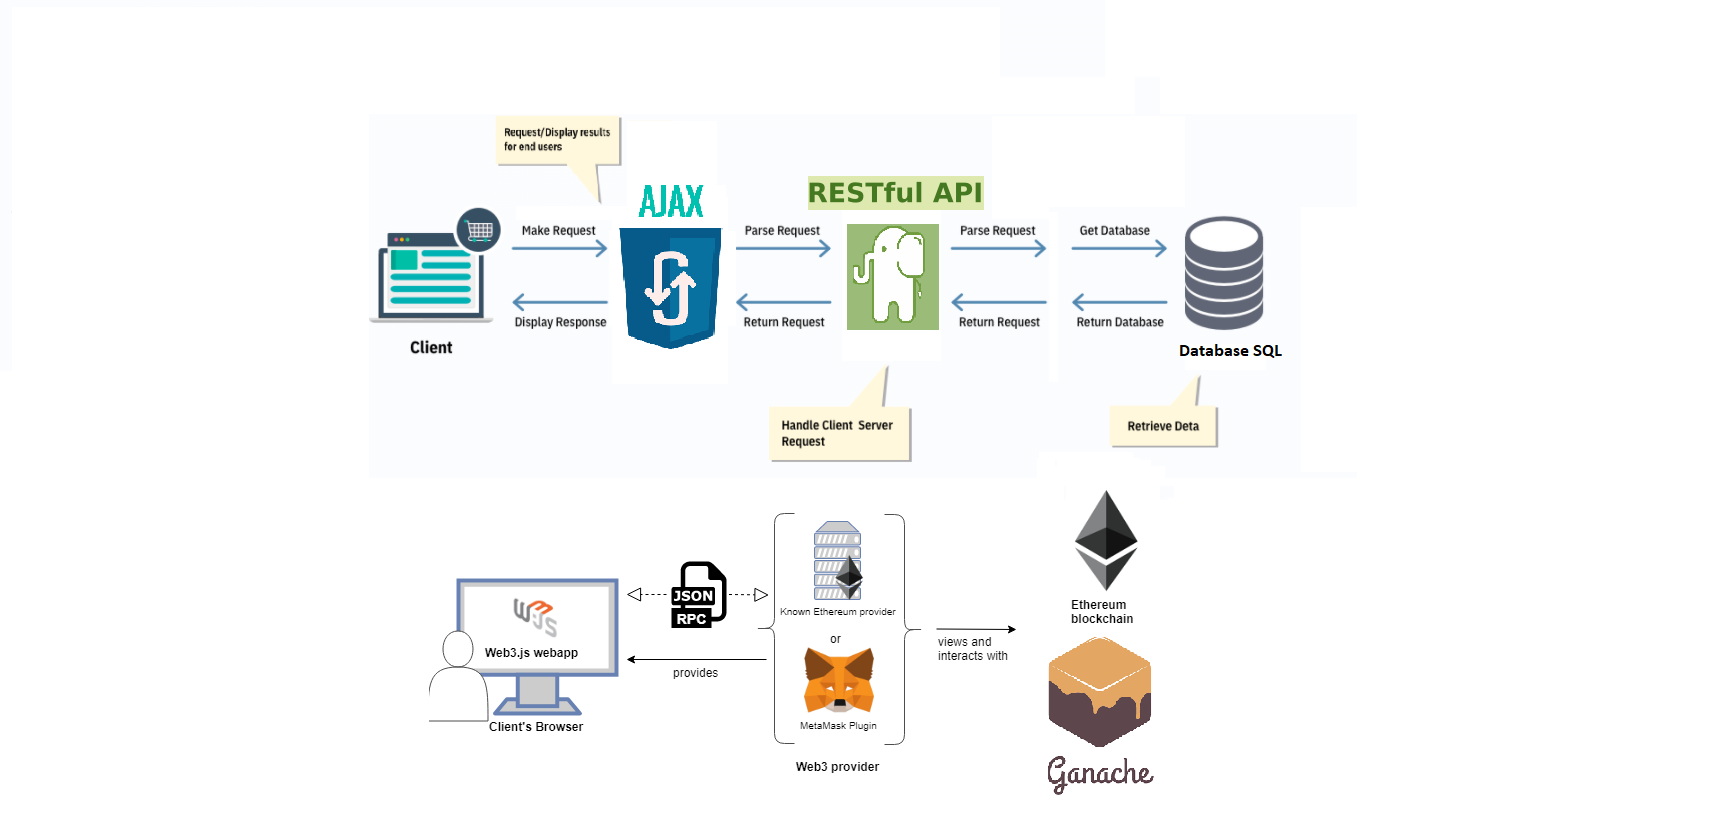 Request/Display results
for end users
AJAX
RESTful API
Make Request
Parse Request
Parse Request
Get Database
Display Response
Return Request
Return Request
Return Database
Client
Database SQL
Handle Client Server
Request
Retrieve Deta
JSON
RPC
Known Ethereum provider
or
MetaMask Plugin
Web3 provider
W3JS
Web3.js webapp
Client's Browser
provides
views and
interacts with
Ethereum
blockchain
Ganache